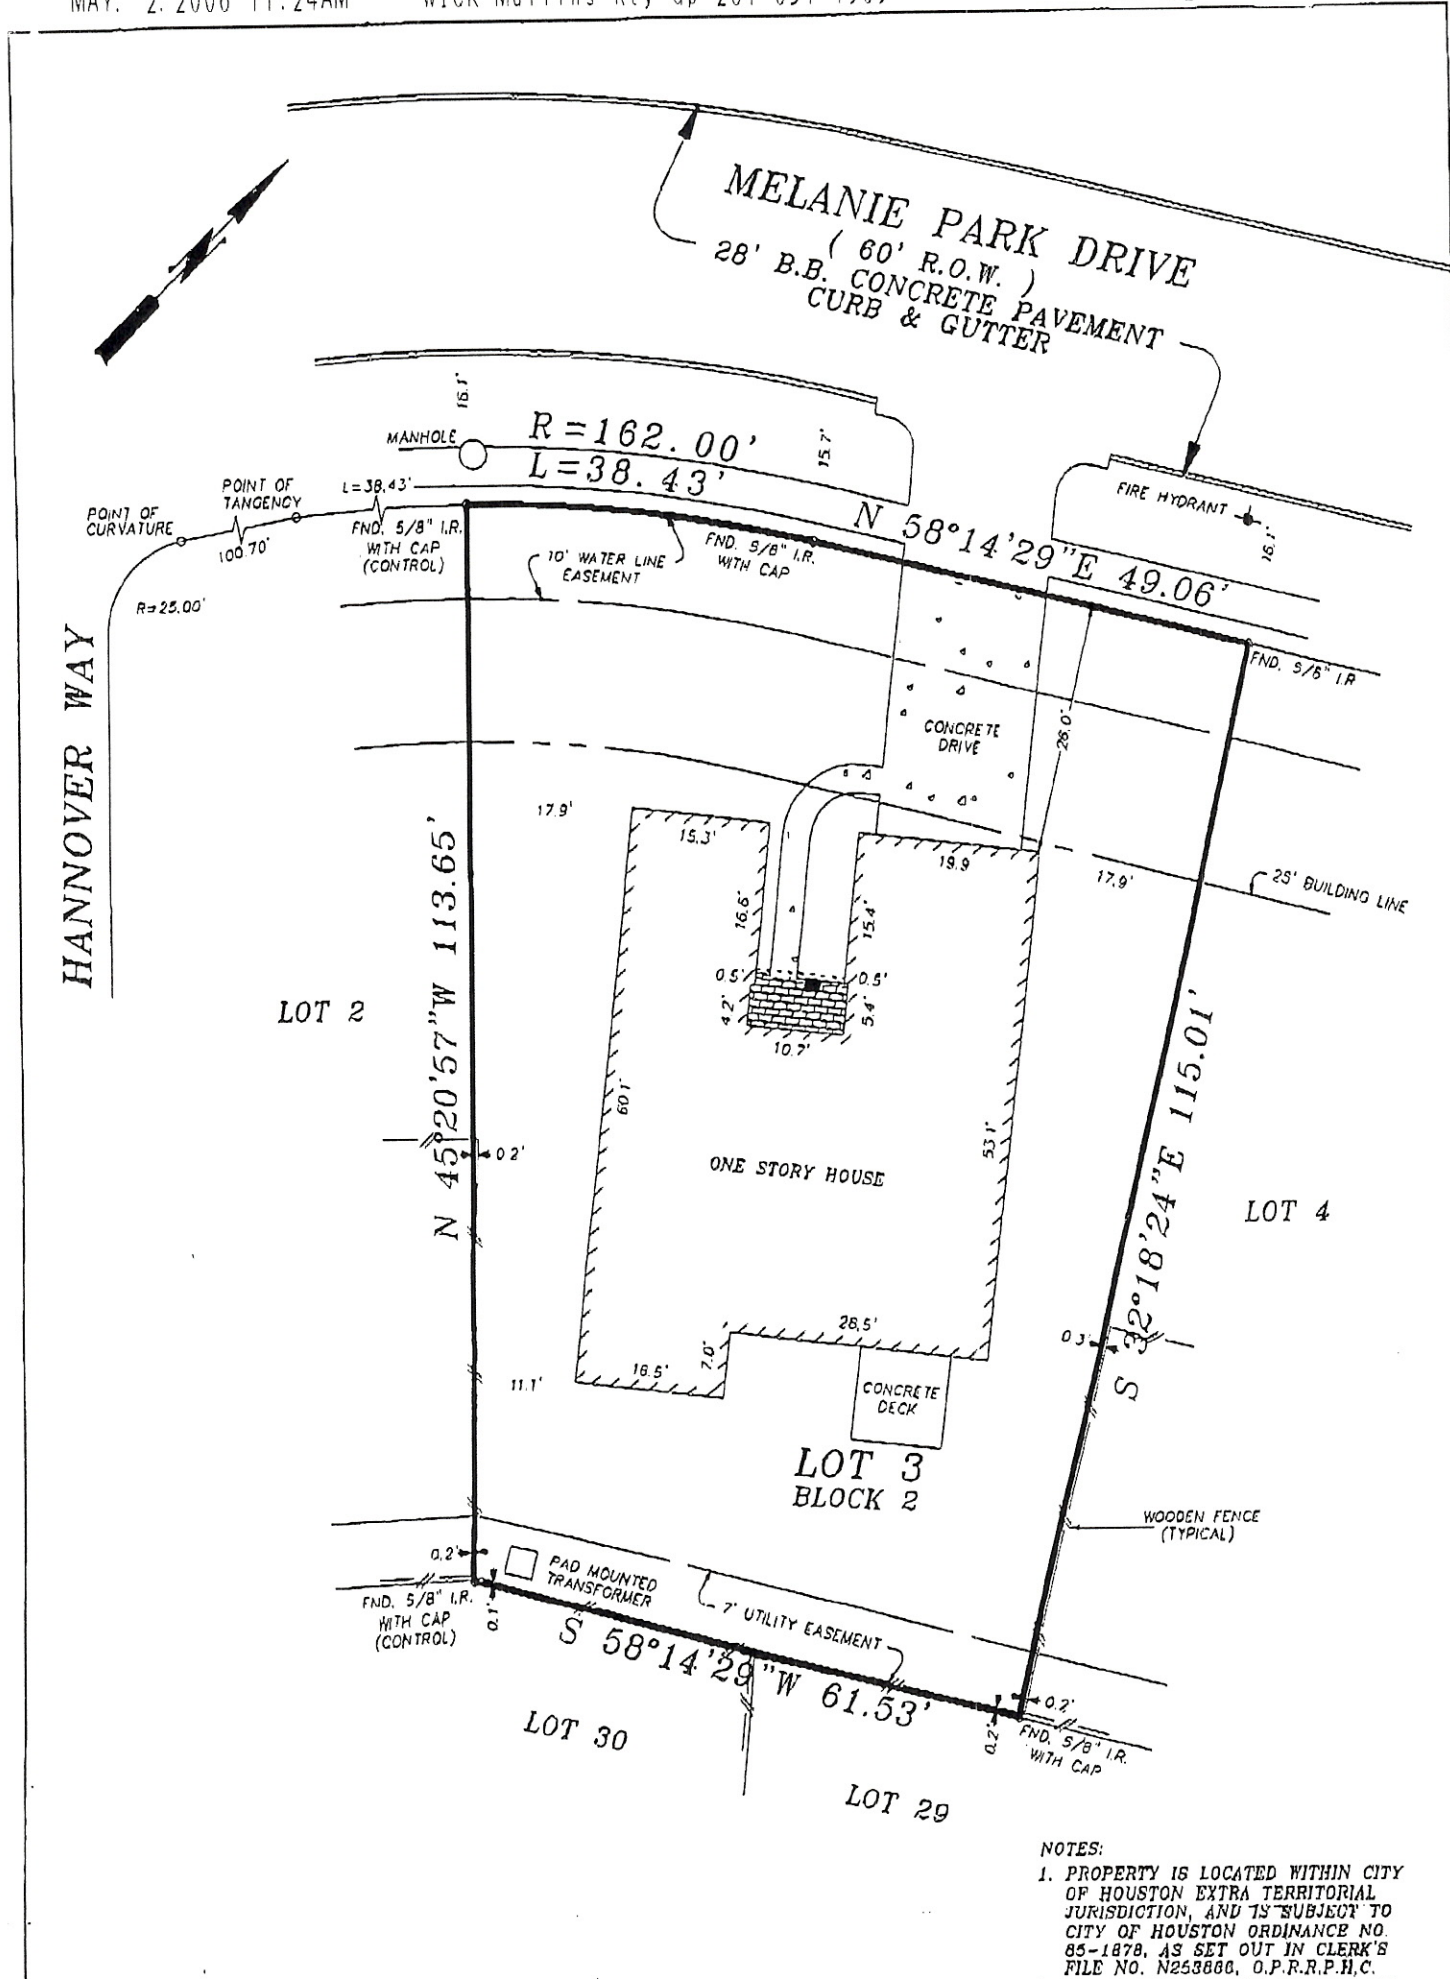 MAY. 2. 2006 11:24AM
MELANIE PARK DRIVE
( 60' R.O.W. )
28' B.B. CONCRETE PAVEMENT
CURB & GUTTER
16.1'
MANHOLE
R=162.00'
L=38.43'
15.7'
FIRE HYDRANT
16.1'
POINT OF
CURVATURE
POINT OF
TANGENCY
L=38.43'
100.70'
R=25.00'
FND. 5/8" I.R.
WITH CAP
(CONTROL)
10' WATER LINE
EASEMENT
FND. 5/8" I.R.
WITH CAP
N 58°14'29"E 49.06'
FND. 5/8" I.R
HANNOVER WAY
CONCRETE
DRIVE
26.0'
17.9'
15.3'
19.9
17.9'
25' BUILDING LINE
16.6'
15.4'
0.5'
0.5'
4.2'
5.4'
10.7'
LOT 2
N 45°20'57"W 113.65'
60.1'
53.1'
0.2'
ONE STORY HOUSE
S 32°18'24"E 115.01'
LOT 4
0.3'
28.5'
16.5'
7.0'
11.1'
CONCRETE
DECK
LOT 3
BLOCK 2
WOODEN FENCE
(TYPICAL)
0.2'
PAD MOUNTED
TRANSFORMER
7' UTILITY EASEMENT
FND. 5/8" I.R.
WITH CAP
(CONTROL)
0.1'
S 58°14'29"W 61.53'
0.2'
0.2'
FND. 5/8" I.R.
WITH CAP
LOT 30
LOT 29
NOTES:
1. PROPERTY IS LOCATED WITHIN CITY
OF HOUSTON EXTRA TERRITORIAL
JURISDICTION, AND IS SUBJECT TO
CITY OF HOUSTON ORDINANCE NO.
85-1878, AS SET OUT IN CLERK'S
FILE NO. N253886, O.P.R.R.P.H.C.